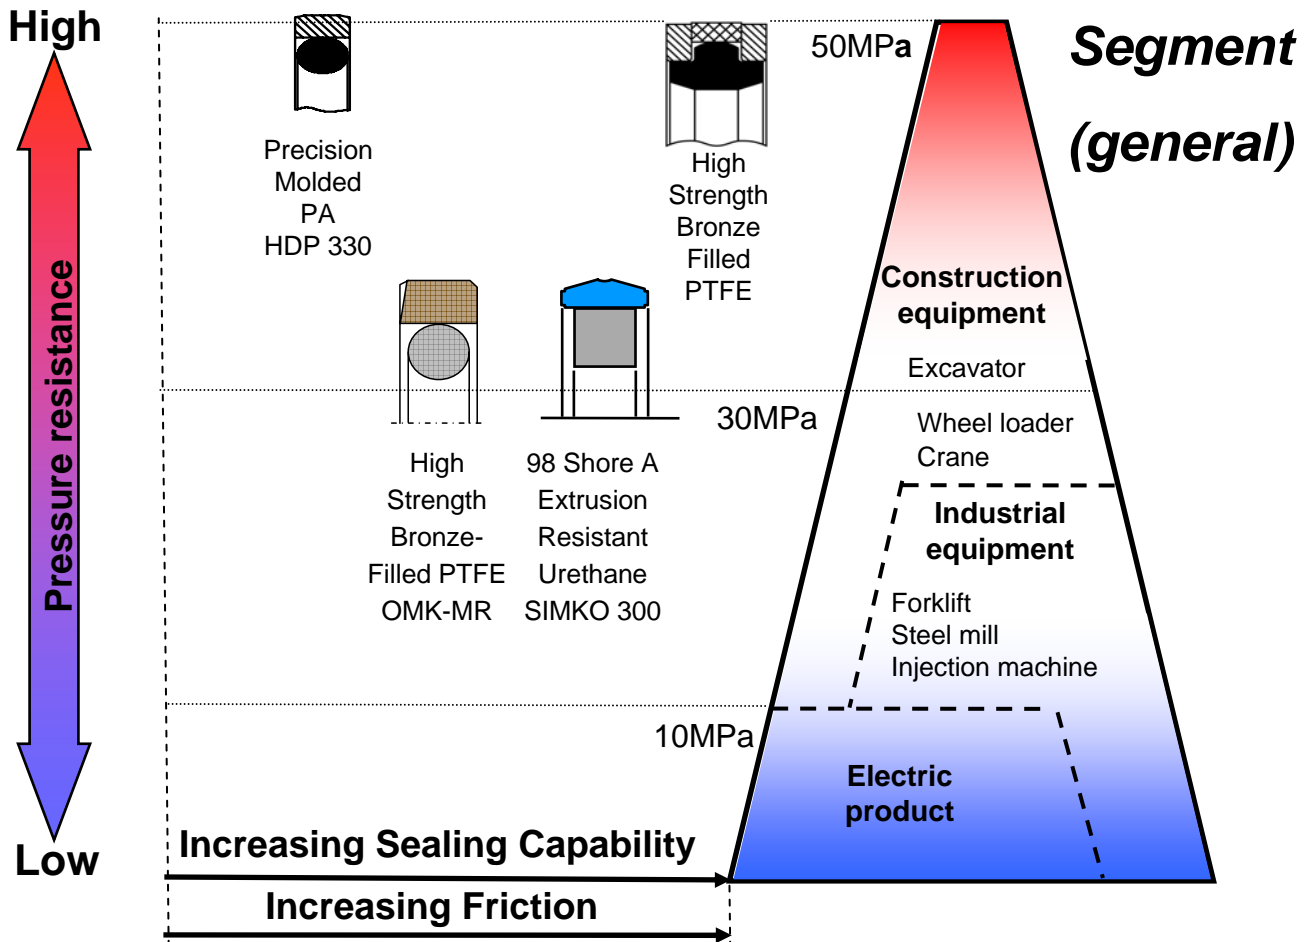 High
Pressure resistance
Low
Precision
Molded
PA
HDP 330
High
Strength
Bronze
Filled
PTFE
High
Strength
Bronze-
Filled PTFE
OMK-MR
98 Shore A
Extrusion
Resistant
Urethane
SIMKO 300
50MPa
30MPa
10MPa
Segment
(general)
Construction
equipment
Excavator
Wheel loader
Crane
Industrial
equipment
Forklift
Steel mill
Injection machine
Electric
product
Increasing Sealing Capability
Increasing Friction